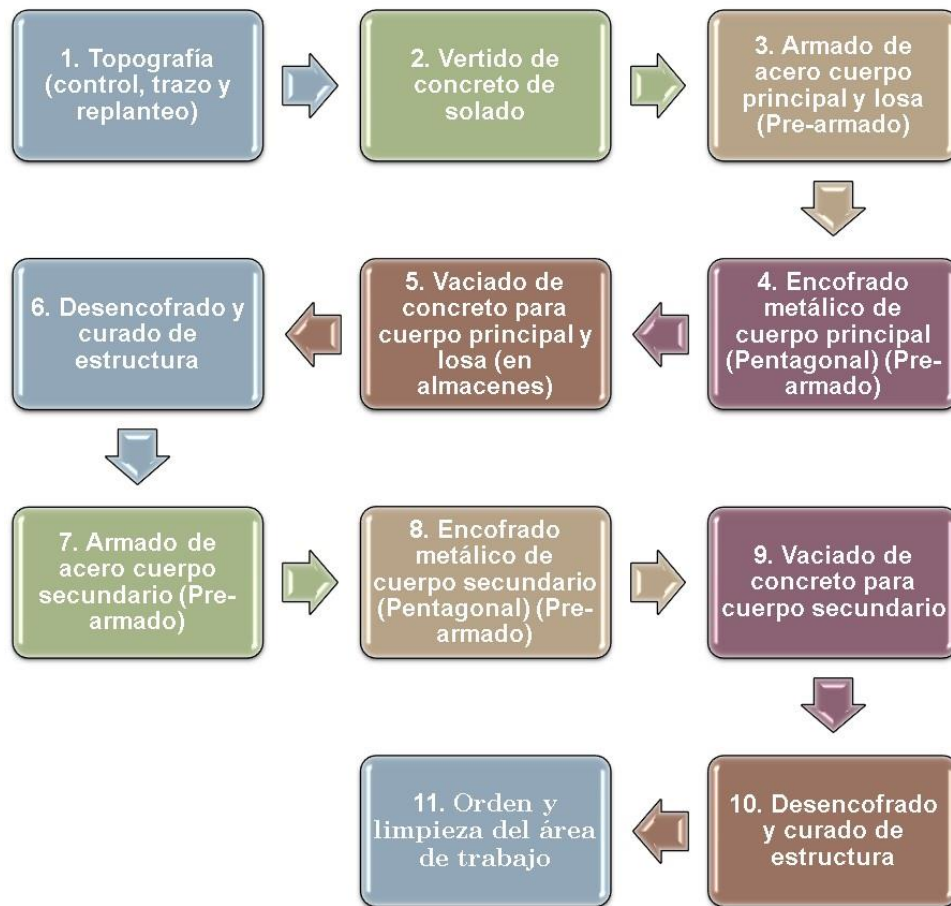 1. Topografía
(control, trazo y
replanteo)
2. Vertido de
concreto de
solado
3. Armado de
acero cuerpo
principal y losa
(Pre-armado)
4. Encofrado
metálico de
cuerpo principal
(Pentagonal) (Pre-
armado)
5. Vaciado de
concreto para
cuerpo principal y
losa (en
almacenes)
6. Desencofrado y
curado de
estructura
7. Armado de
acero cuerpo
secundario (Pre-
armado)
8. Encofrado
metálico de
cuerpo secundario
(Pentagonal) (Pre-
armado)
9. Vaciado de
concreto para
cuerpo secundario
10. Desencofrado
y curado de
estructura
11. Orden y
limpieza del área
de trabajo